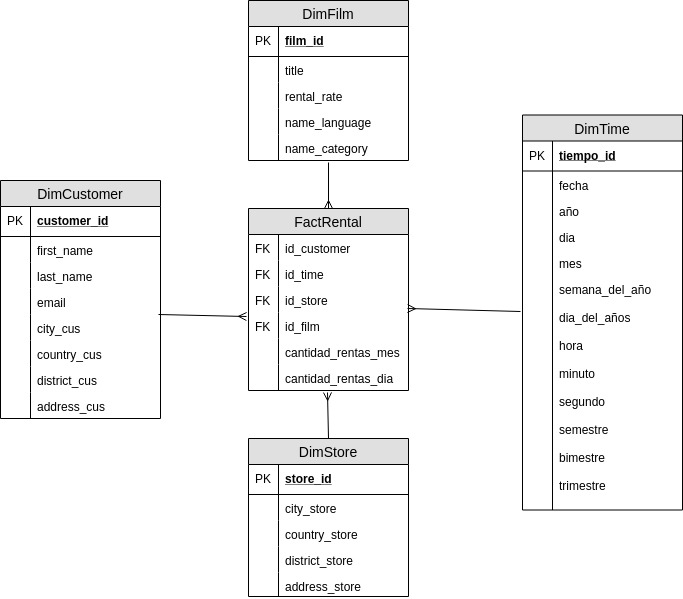 DimFilm
PK film_id
title
rental_rate
name_language
name_category
DimTime
PK tiempo_id
fecha
año
dia
mes
semana_del_año
dia_del_años
hora
minuto
segundo
semestre
bimestre
trimestre
DimCustomer
PK customer_id
first_name
last_name
email
city_cus
country_cus
district_cus
address_cus
FactRental
FK id_customer
FK id_time
FK id_store
FK id_film
cantidad_rentas_mes
cantidad_rentas_dia
DimStore
PK store_id
city_store
country_store
district_store
address_store